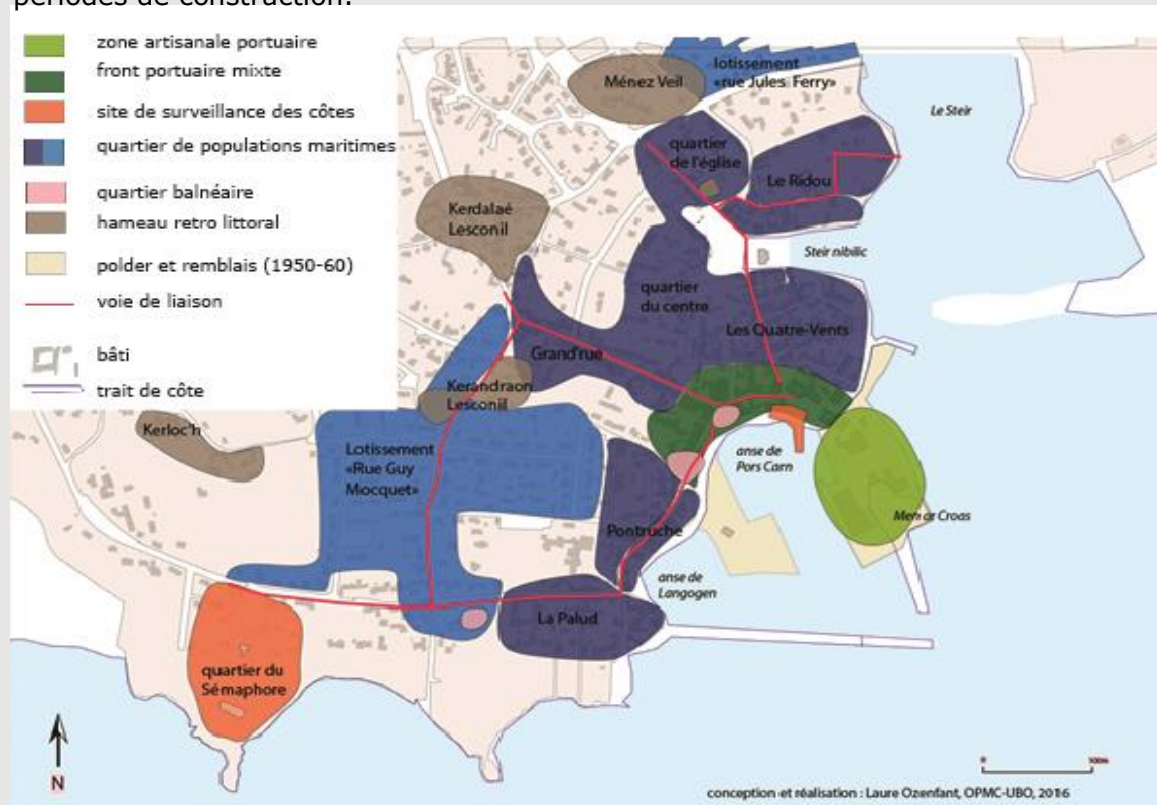 périodes de construction.
zone artisanale portuaire
front portuaire mixte
site de surveillance des côtes
quartier de populations maritimes
quartier balnéaire
hameau retro littoral
polder et remblais (1950-60)
voie de liaison
bâti
trait de côte
Ménez Veil
lotissement
«rue Jules Ferry»
Le Steir
quartier
de l'église
Le Ridou
Kerdalaé
Lesconil
Steir nibilic
quartier
du centre
Les Quatre-Vents
Grand'rue
Kerandraon
Lesconil
Kerloc'h
Lotissement
«Rue Guy
Mocquet»
anse de
Pors Carn
Men ar Croas
Pontruche
anse de
Langogen
La Palud
quartier du
Sémaphore
N
0
conception et réalisation : Laure Ozenfant, OPMC-UBO, 2016